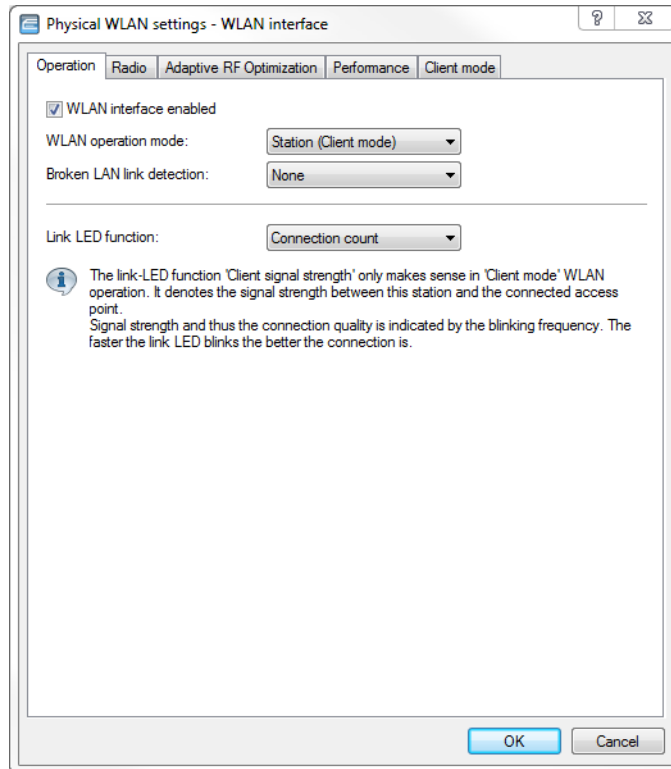 Physical WLAN settings - WLAN interface
Operation Radio Adaptive RF Optimization Performance Client mode
WLAN interface enabled
WLAN operation mode: Station (Client mode)
Broken LAN link detection: None
Link LED function: Connection count
The link-LED function 'Client signal strength' only makes sense in 'Client mode' WLAN
operation. It denotes the signal strength between this station and the connected access
point.
Signal strength and thus the connection quality is indicated by the blinking frequency. The
faster the link LED blinks the better the connection is.
OK Cancel